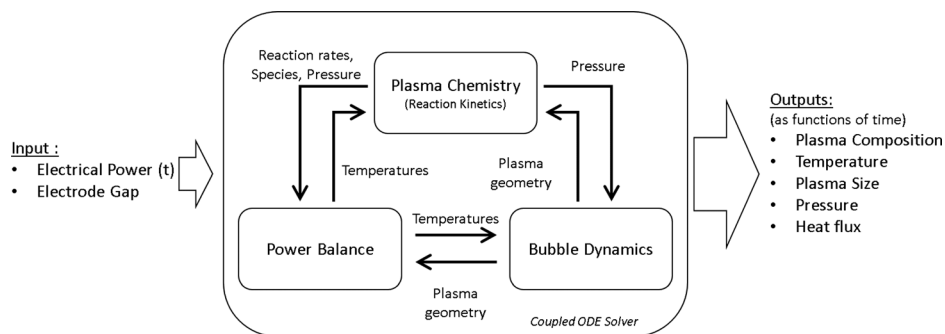 Reaction rates,
Species, Pressure
Plasma Chemistry
(Reaction Kinetics)
Pressure
Input :
• Electrical Power (t)
• Electrode Gap
Temperatures
Plasma
geometry
Power Balance
Temperatures
Bubble Dynamics
Plasma
geometry
Coupled ODE Solver
Outputs:
(as functions of time)
• Plasma Composition
• Temperature
• Plasma Size
• Pressure
• Heat flux